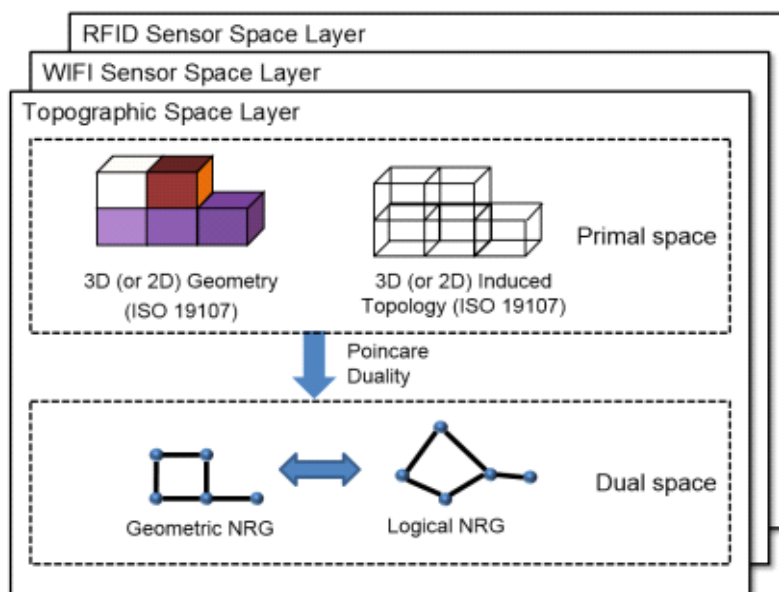 RFID Sensor Space Layer
WIFI Sensor Space Layer
Topographic Space Layer
Primal space
3D (or 2D) Geometry
(ISO 19107)
3D (or 2D) Induced
Topology (ISO 19107)
Poincare
Duality
Dual space
Geometric NRG
Logical NRG